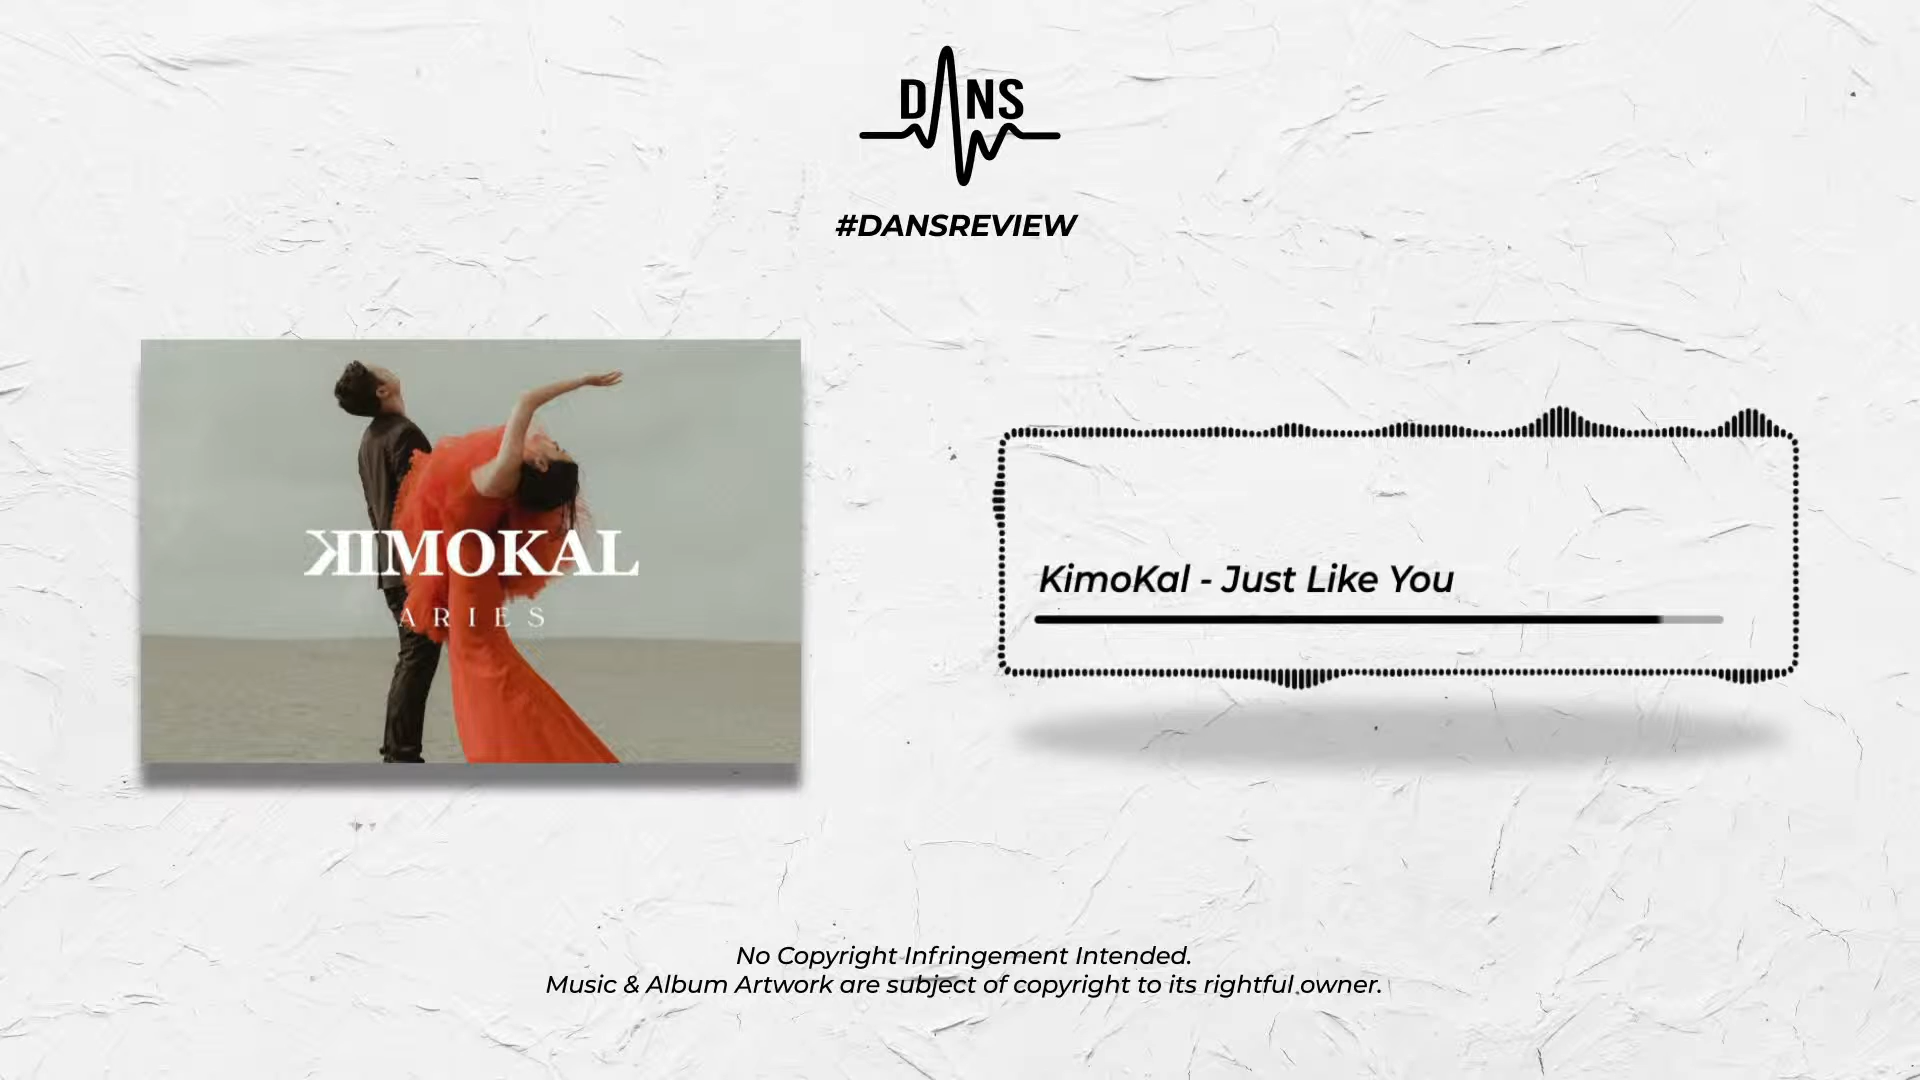 DANS
#DANSREVIEW
KIMOKAL
ARIES
KimoKal - Just Like You
No Copyright Infringement Intended.
Music & Album Artwork are subject of copyright to its rightful owner.